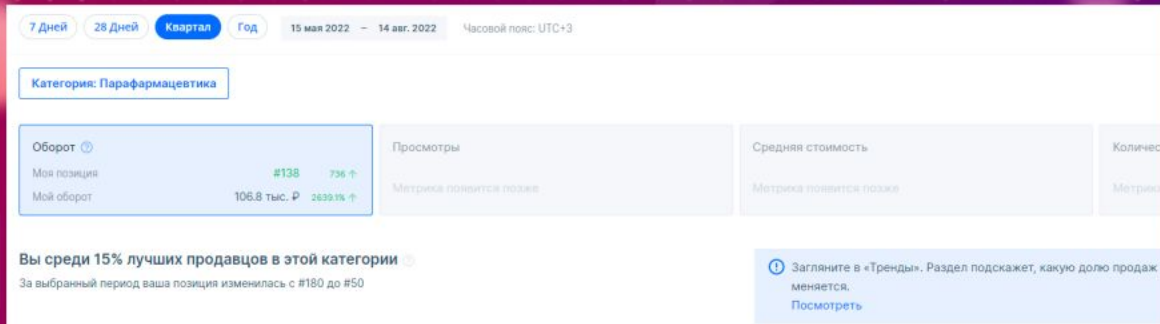 7 Дней 28 Дней Квартал Год 15 мая 2022 – 14 авг. 2022 Часовой пояс: UTC+3
Категория: Парафармацевтика
Оборот Просмотры Средняя стоимость Количес
Моя позиция #138 736 ↑
Метрика появится позже Метрика появится позже Метрика
Мой оборот 106.8 тыс. ₽ 2639.1% ↑
Вы среди 15% лучших продавцов в этой категории
За выбранный период ваша позиция изменилась с #180 до #50
Загляните в «Тренды». Раздел подскажет, какую долю продаж
меняется.
Посмотреть